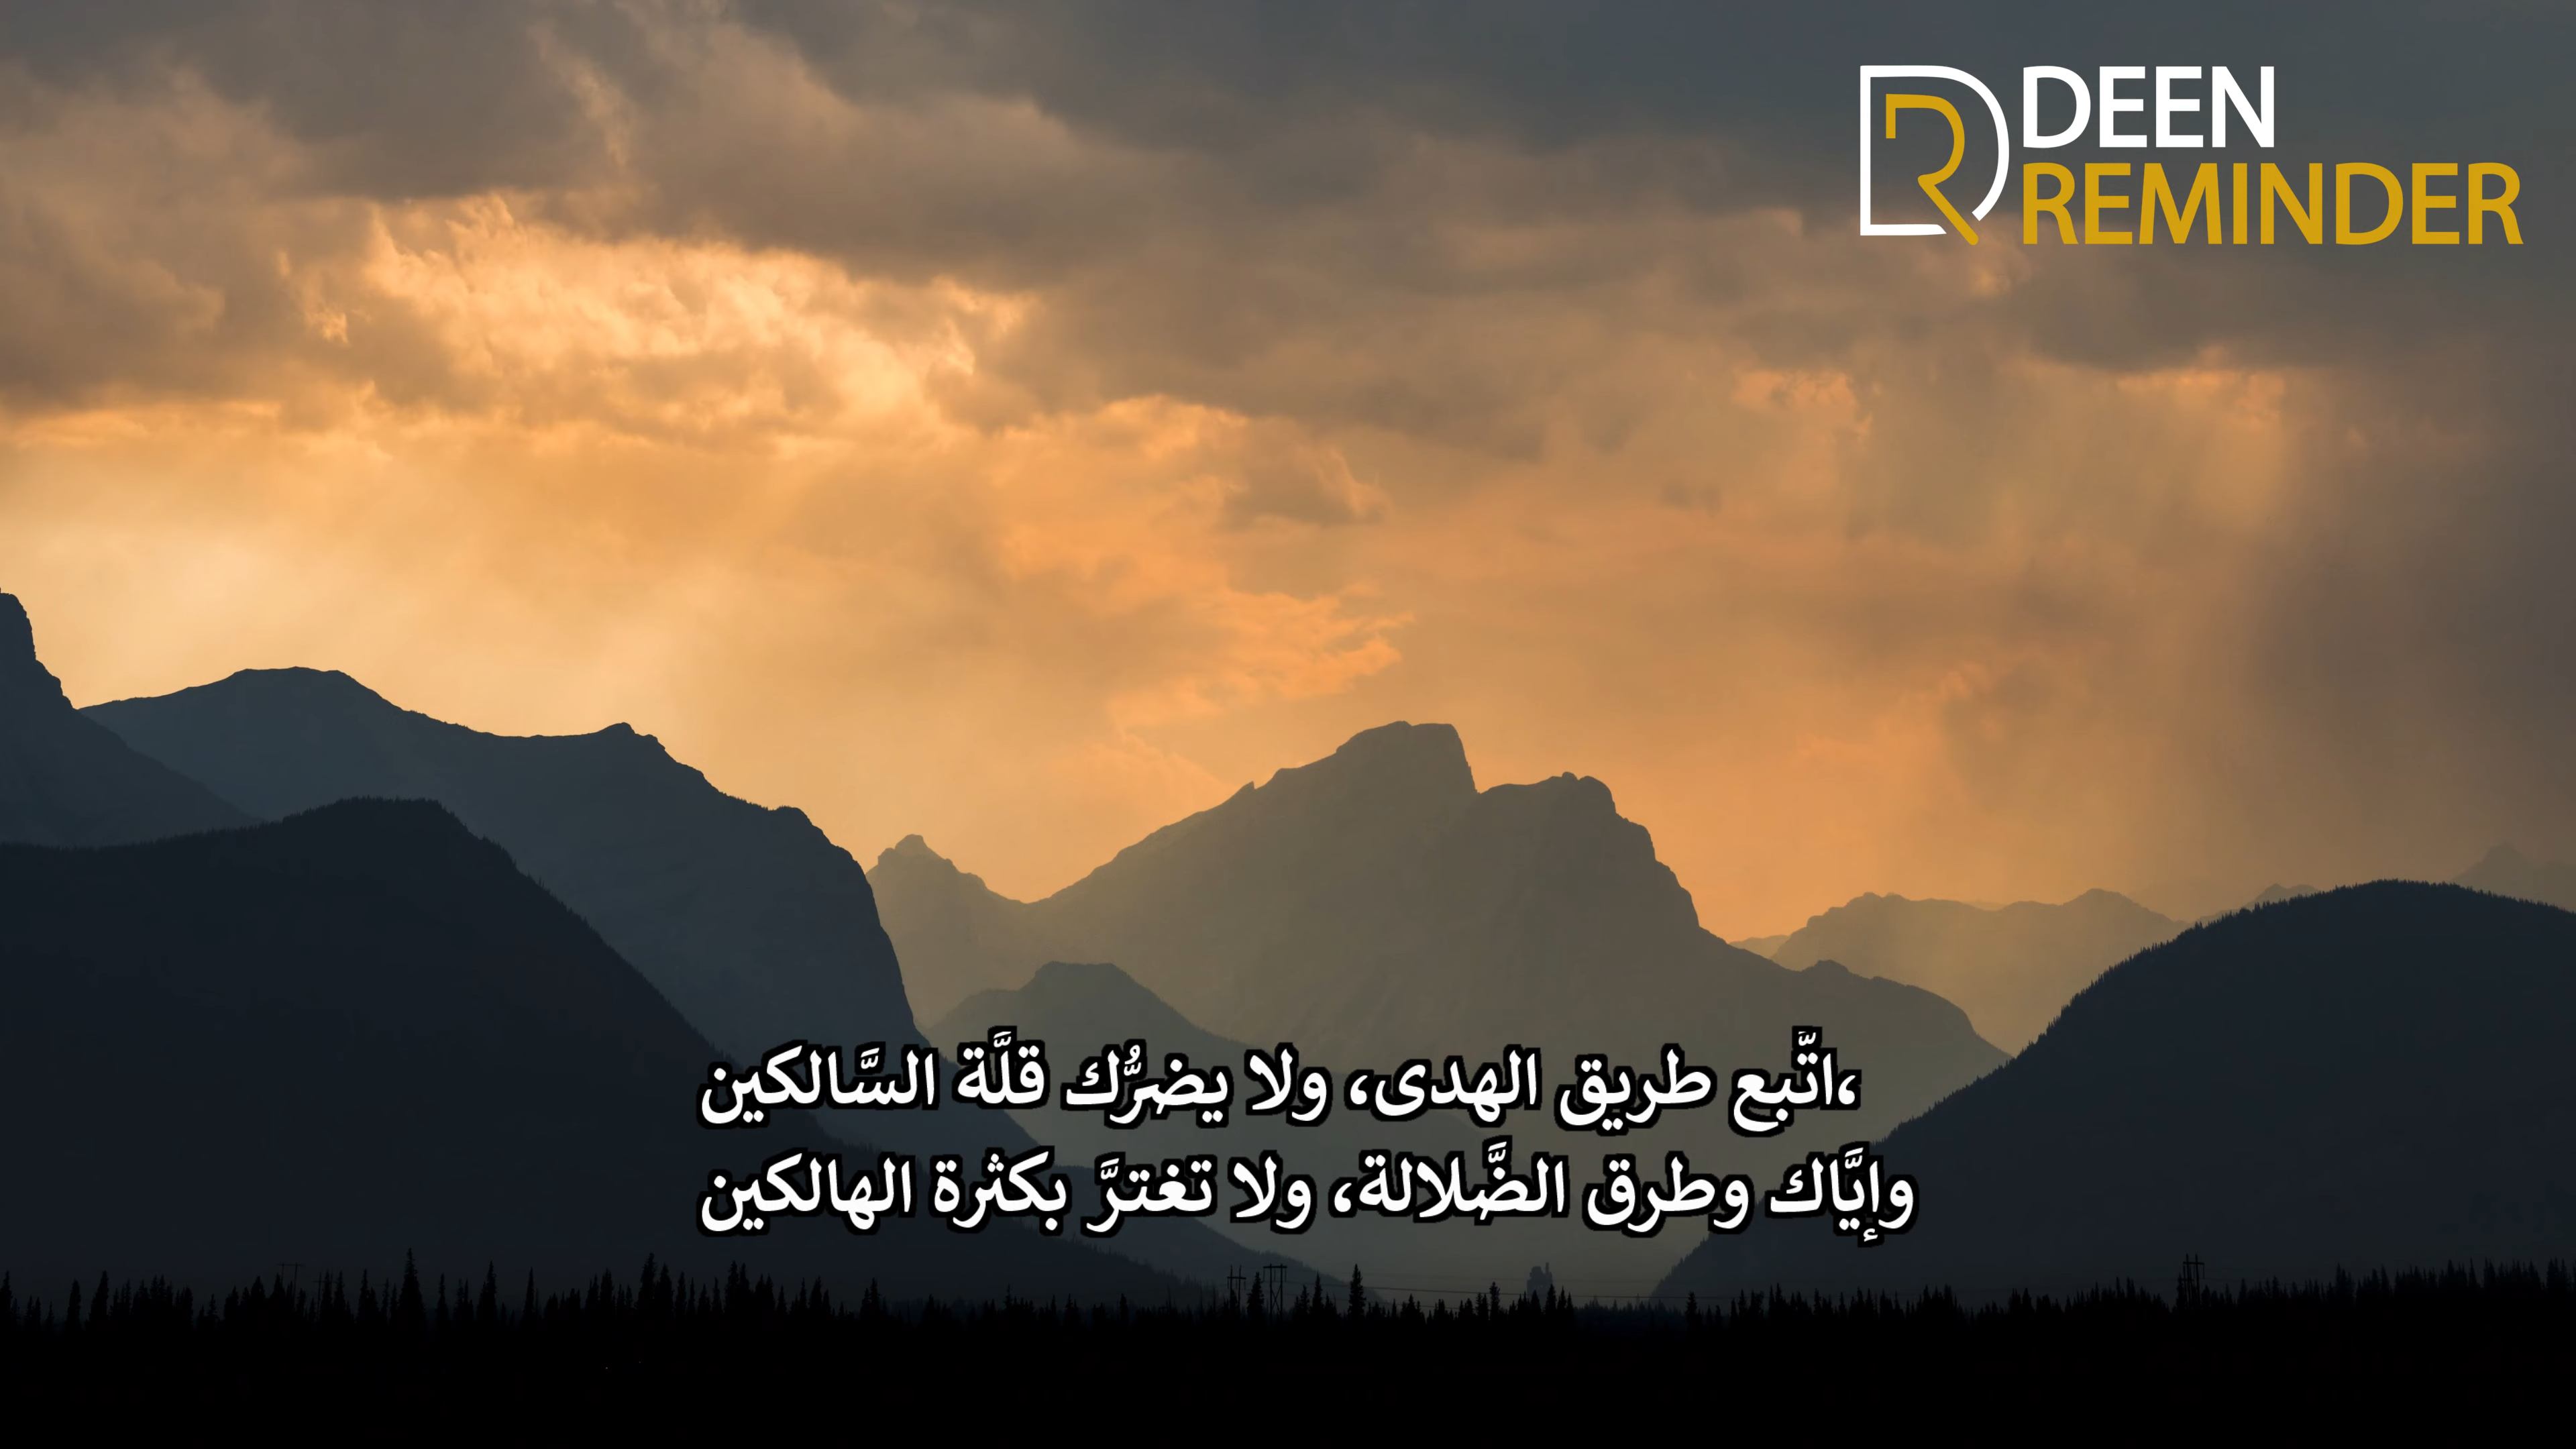 DEEN
REMINDER
اتَّبع طريق الهدى، ولا يضرُّك قلَّة السَّالكين،
وإيَّاك وطرق الضَّلالة، ولا تغترَّ بكثرة الهالكين